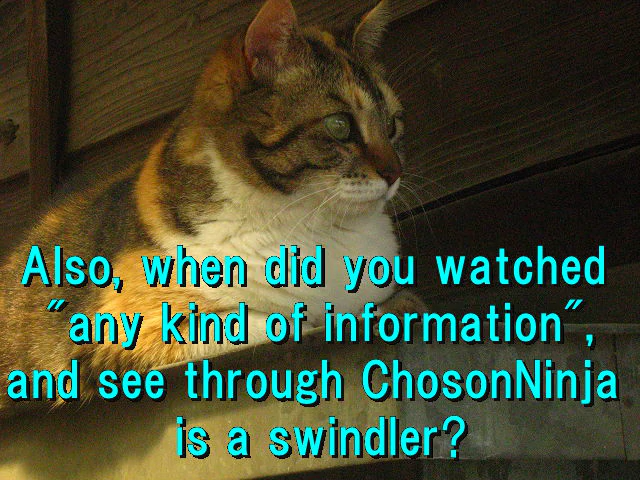 Also, when did you watched
"any kind of information",
and see through ChosonNinja
is a swindler?